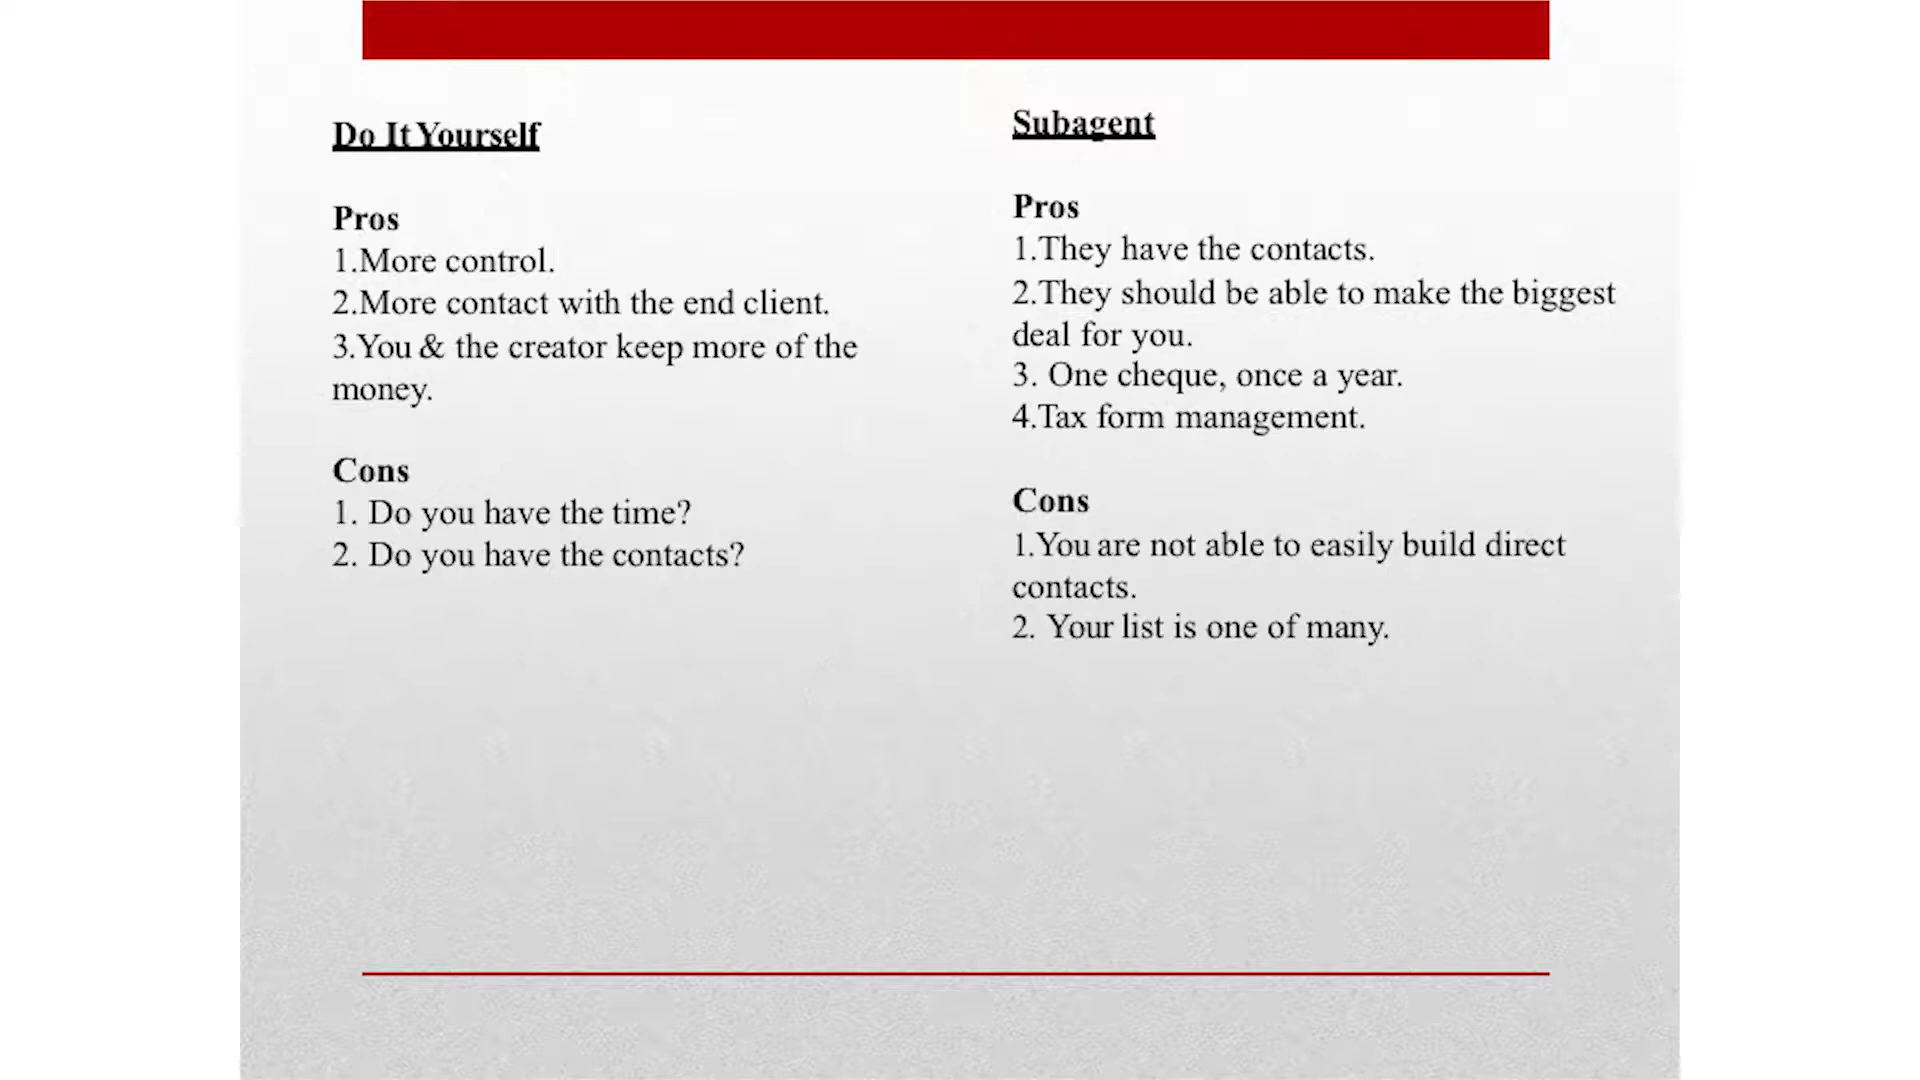 Do It Yourself
Pros
1.More control.
2.More contact with the end client.
3.You & the creator keep more of the
money.
Cons
1. Do you have the time?
2. Do you have the contacts?
Subagent
Pros
1.They have the contacts.
2.They should be able to make the biggest
deal for you.
3. One cheque, once a year.
4.Tax form management.
Cons
1.You are not able to easily build direct
contacts.
2. Your list is one of many.